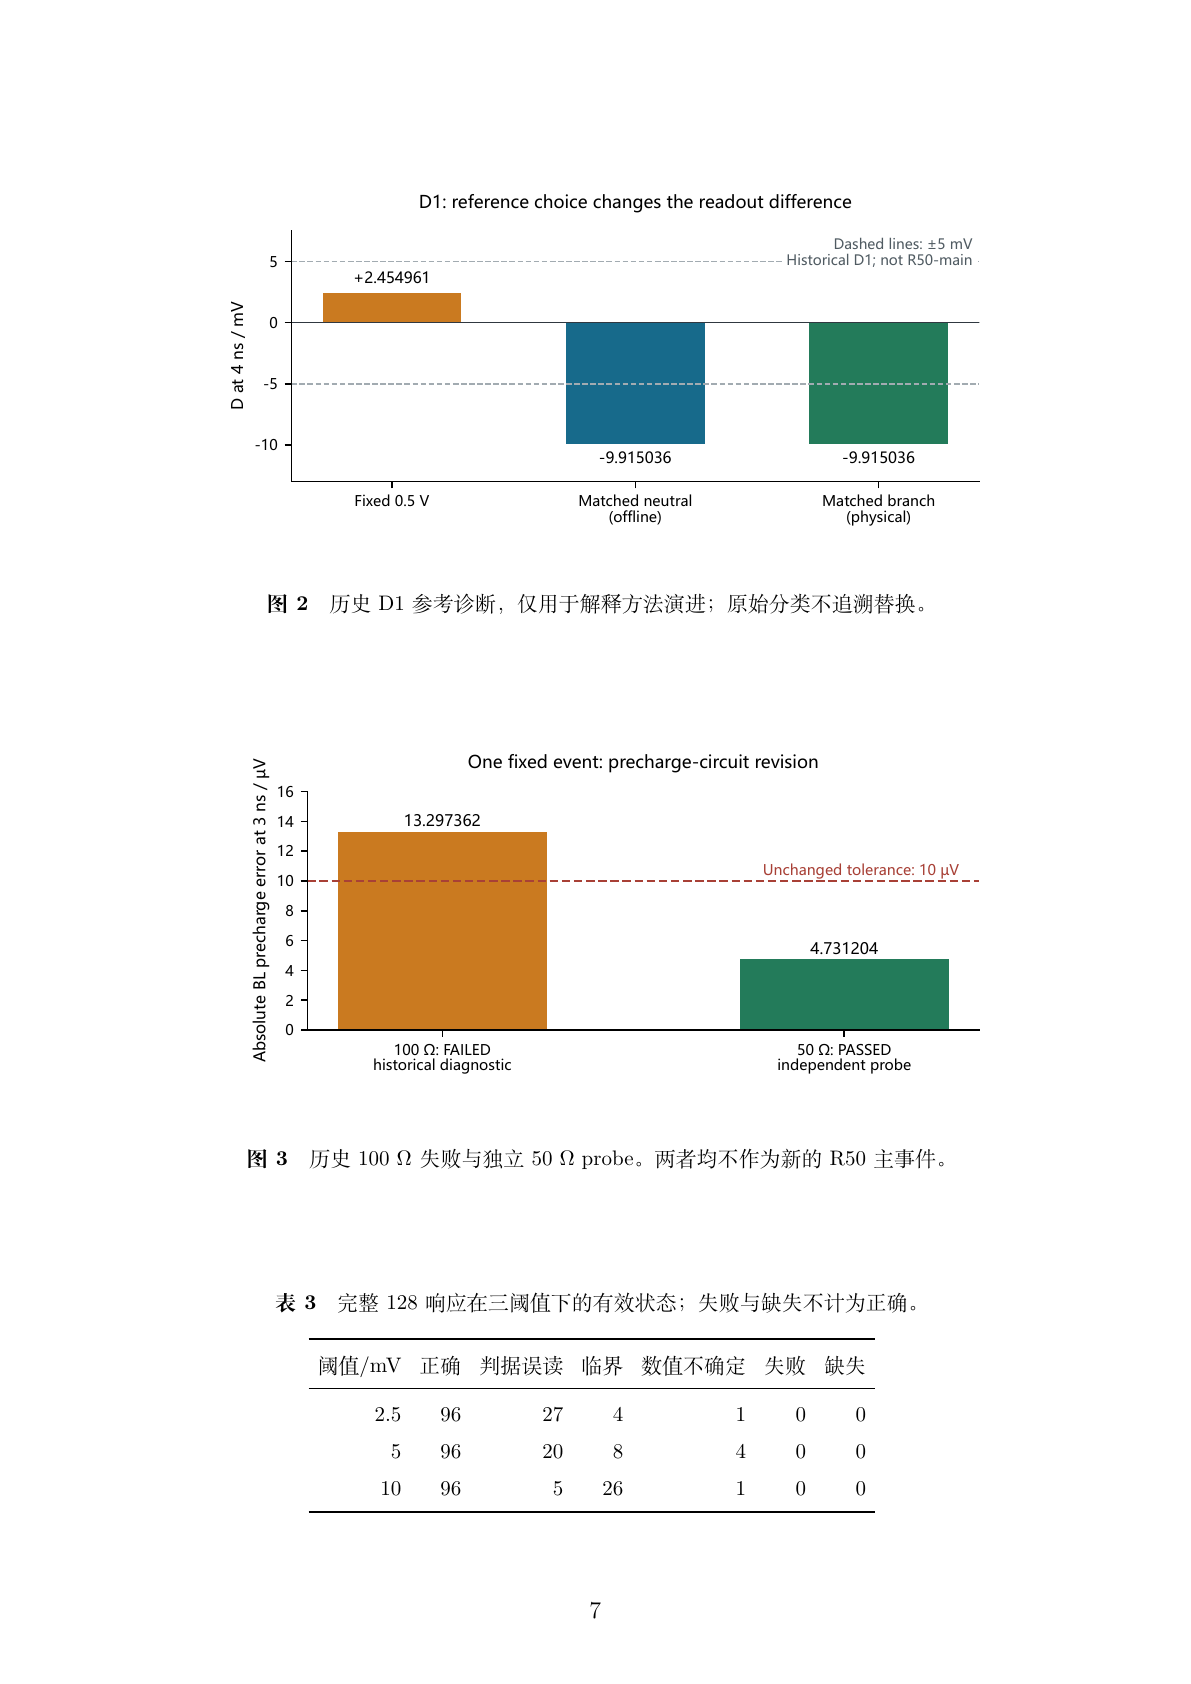 D1: reference choice changes the readout difference
Dashed lines: ±5 mV
Historical D1; not R50-main
D at 4 ns / mV
5
0
-5
-10
+2.454961
-9.915036
-9.915036
Fixed 0.5 V
Matched neutral
(offline)
Matched branch
(physical)
图 2 历史 D1 参考诊断，仅用于解释方法演进；原始分类不追溯替换。
One fixed event: precharge-circuit revision
Absolute BL precharge error at 3 ns / μV
16
14
12
10
8
6
4
2
0
13.297362
Unchanged tolerance: 10 μV
4.731204
100 Ω: FAILED
historical diagnostic
50 Ω: PASSED
independent probe
图 3 历史 100 Ω 失败与独立 50 Ω probe。两者均不作为新的 R50 主事件。
表 3 完整 128 响应在三阈值下的有效状态；失败与缺失不计为正确。
阈值/mV 正确 判据误读 临界 数值不确定 失败 缺失
2.5 96 27 4 1 0 0
5 96 20 8 4 0 0
10 96 5 26 1 0 0
7